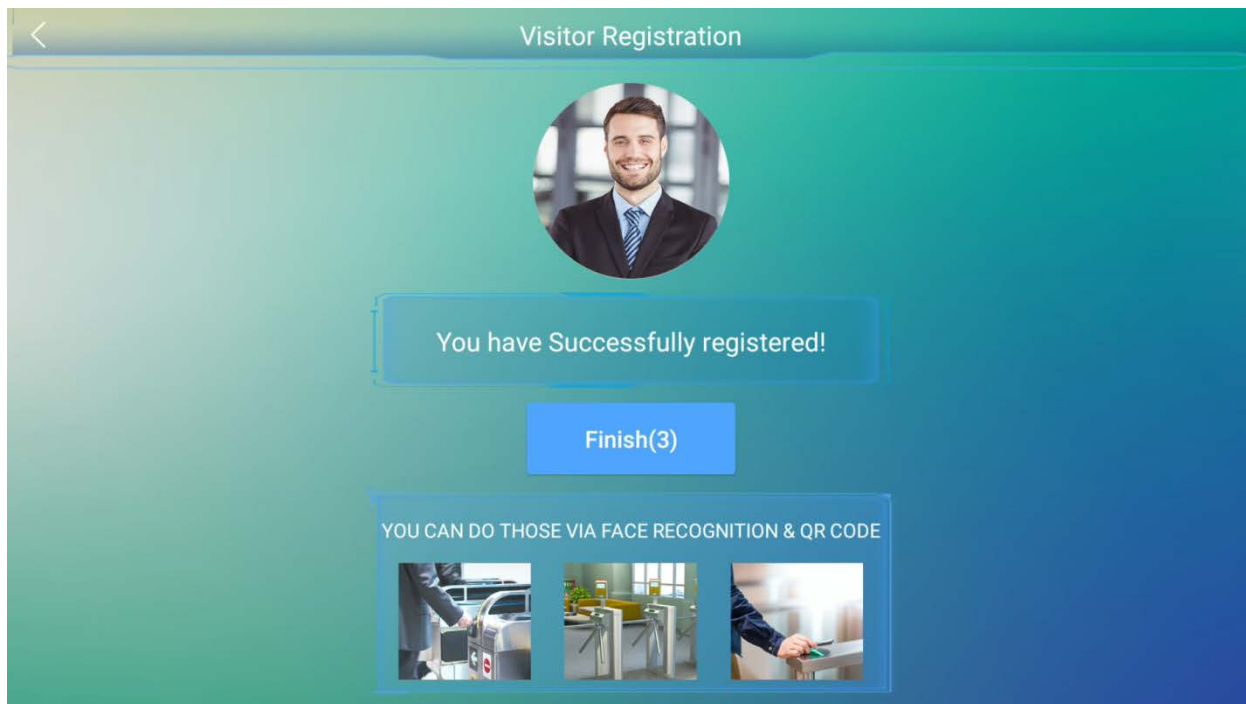 Visitor Registration
You have Successfully registered!
Finish(3)
YOU CAN DO THOSE VIA FACE RECOGNITION & QR CODE